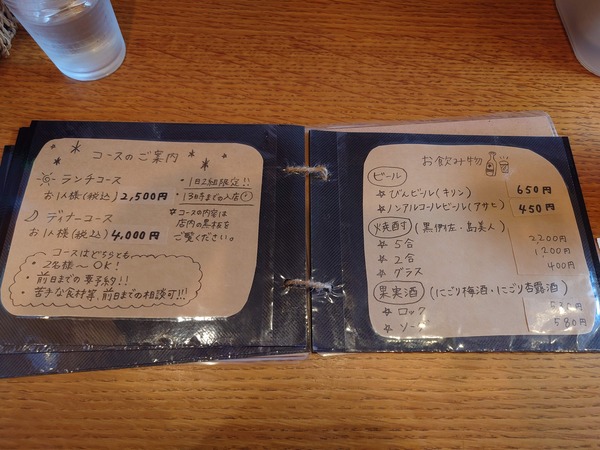 コースのご案内
ランチコース
お1人様(税込) 2,500円
・1日2組限定!!
・13時までの入店
ディナーコース
お1人様(税込) 4,000円
☆コースの内容は
店内の黒板を
ご覧ください。
コースはどちらとも
・2名様〜OK!
・前日までの要予約!!
・苦手な食材等、前日までの相談可!!
お飲み物
ビール
☆びんビール(キリン) 650円
☆ノンアルコールビール(アサヒ) 450円
焼酎 (黒伊佐・島美人)
☆5合 2,200円
☆2合 1,200円
☆グラス 400円
果実酒 (にごり梅酒・にごり杏露酒)
☆ロック
580円